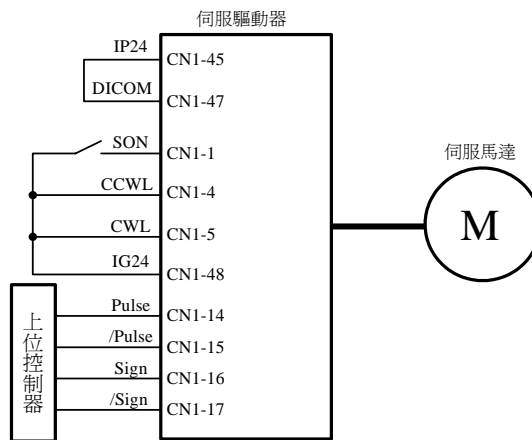 伺服驅動器
IP24 CN1-45
DICOM CN1-47
SON CN1-1
CCWL CN1-4
CWL CN1-5
IG24 CN1-48
Pulse CN1-14
/Pulse CN1-15
Sign CN1-16
/Sign CN1-17
上位控制器
伺服馬達
M